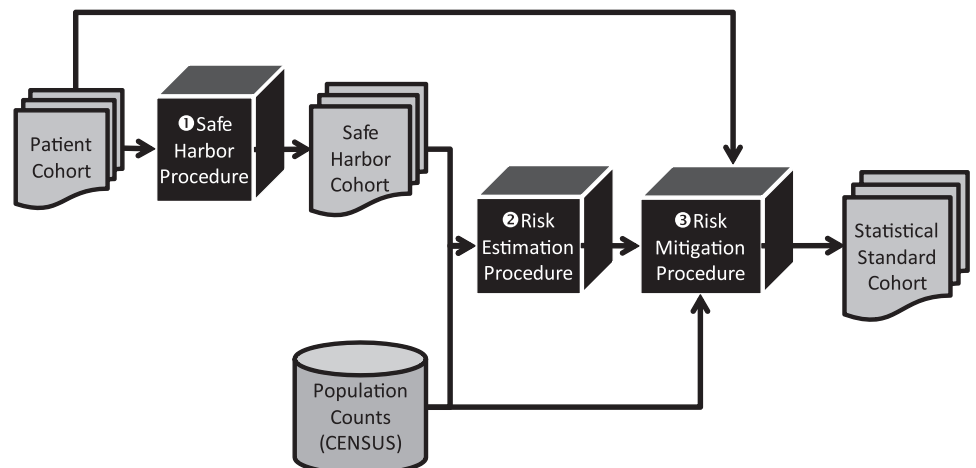 Patient
Cohort
❶Safe
Harbor
Procedure
Safe
Harbor
Cohort
❷Risk
Estimation
Procedure
❸Risk
Mitigation
Procedure
Statistical
Standard
Cohort
Population
Counts
(CENSUS)